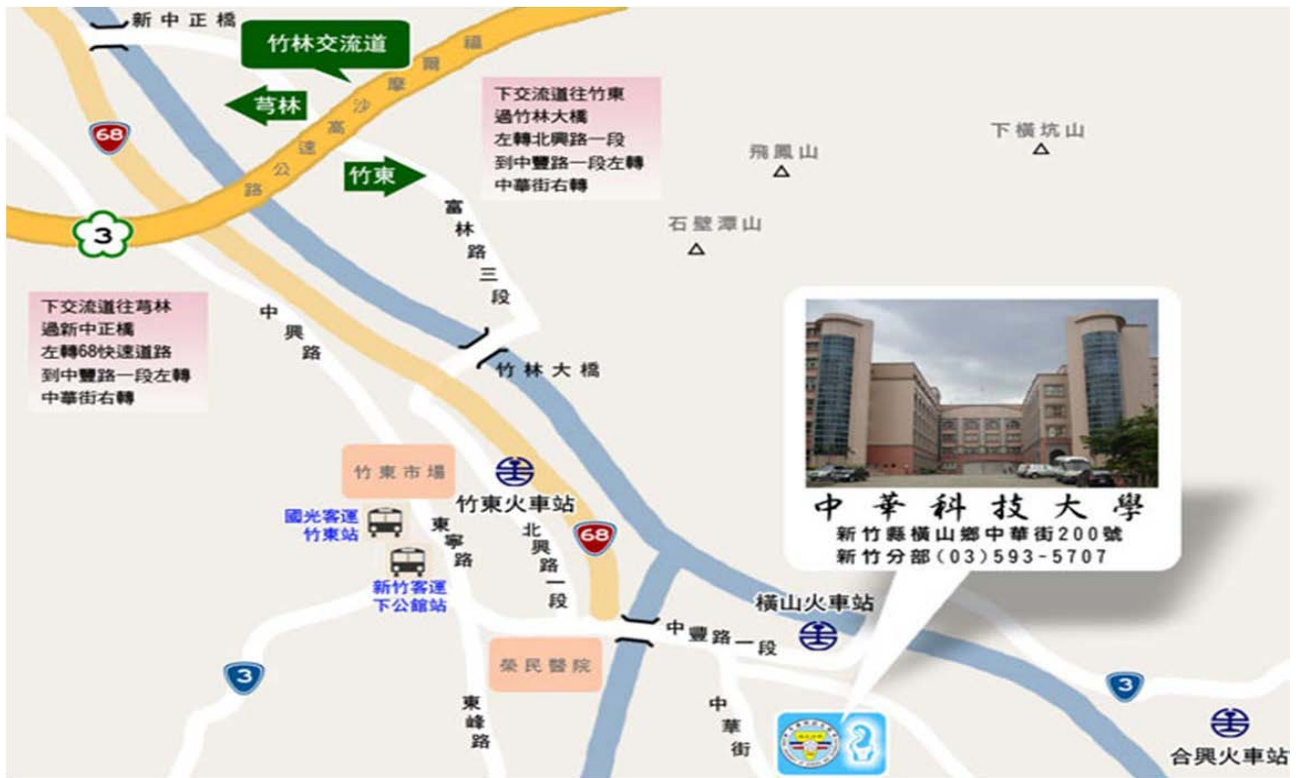 新中正橋
竹林交流道
福爾摩沙高速公路
芎林
68
竹東
下交流道往竹東
過竹林大橋
左轉北興路一段
到中豐路一段左轉
中華街右轉
下橫坑山
飛鳳山
石壁潭山
富林路三段
3
下交流道往芎林
過新中正橋
左轉68快速道路
到中豐路一段左轉
中華街右轉
中興路
竹林大橋
竹東市場
竹東火車站
國光客運
竹東站
東寧路
北興路一段
68
新竹客運
下公館站
中華科技大學
新竹縣橫山鄉中華街200號
新竹分部(03)593-5707
橫山火車站
中豐路一段
榮民醫院
3
東峰路
中華街
3
合興火車站